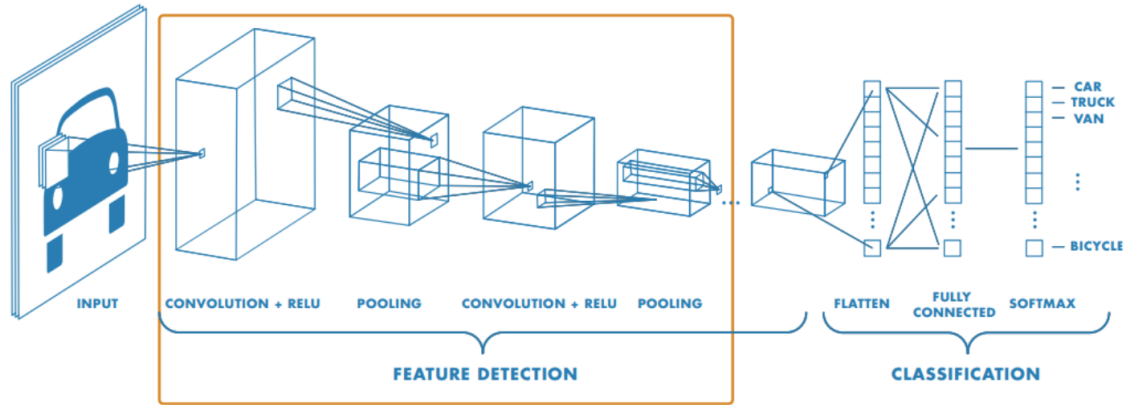 CAR
TRUCK
VAN
BICYCLE
INPUT
CONVOLUTION + RELU
POOLING
CONVOLUTION + RELU
POOLING
FLATTEN
FULLY
CONNECTED
SOFTMAX
FEATURE DETECTION
CLASSIFICATION